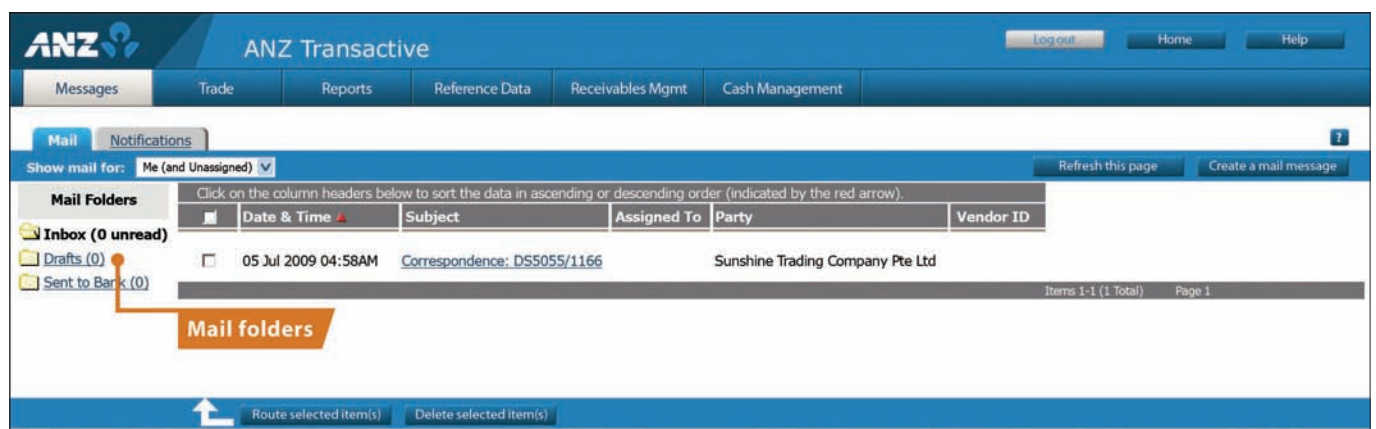 ANZ ANZ Transactive Logout Home Help
Messages Trade Reports Reference Data Receivables Mgmt Cash Management
Mail Notifications ?
Show mail for: Me (and Unassigned) Refresh this page Create a mail message
Mail Folders Click on the column headers below to sort the data in ascending or descending order (indicated by the red arrow).
Date & Time Subject Assigned To Party Vendor ID
Inbox (0 unread)
Drafts (0) 05 Jul 2009 04:58AM Correspondence: DS5055/1166 Sunshine Trading Company Pte Ltd
Sent to Bank (0)
Items 1-1 (1 Total) Page 1
Mail folders
Route selected item(s) Delete selected item(s)